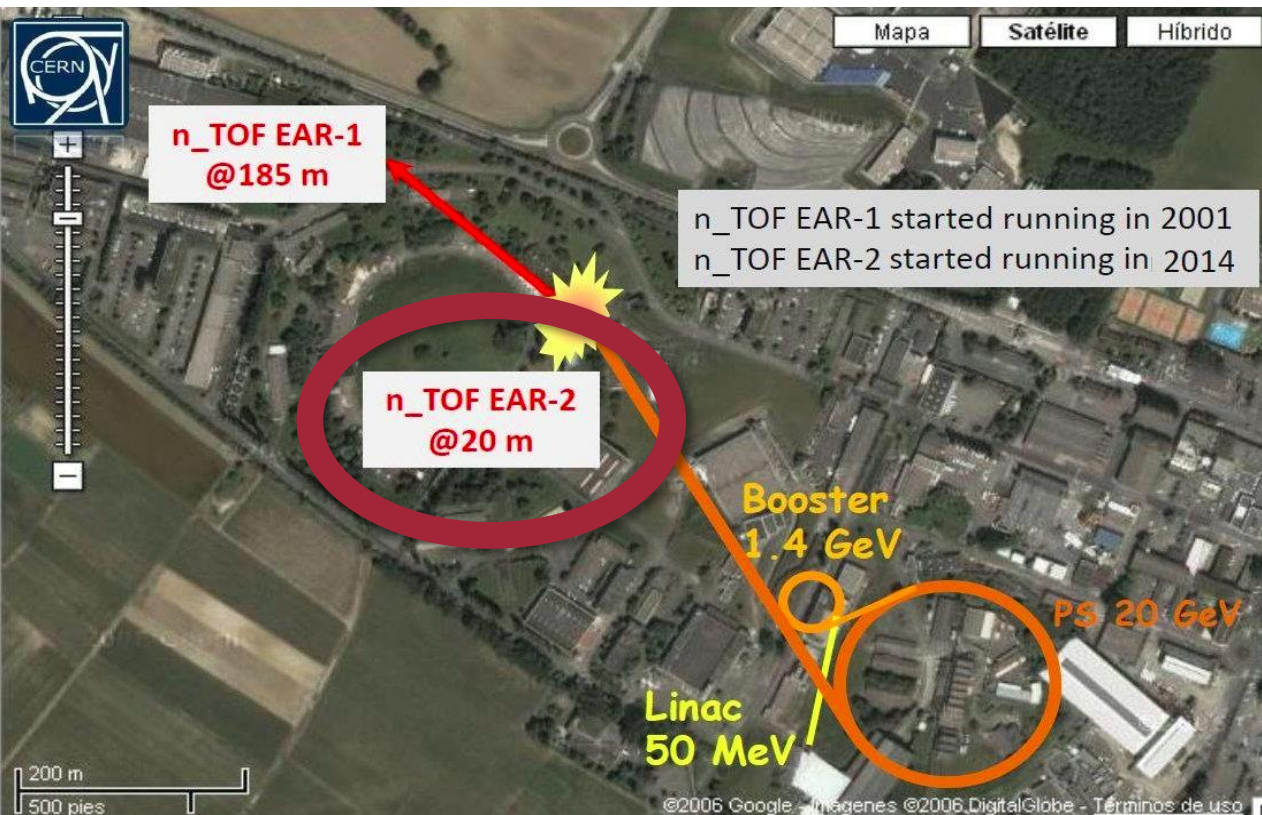 CERN
Mapa
Satélite
Híbrido
n_TOF EAR-1
@185 m
n_TOF EAR-1 started running in 2001
n_TOF EAR-2 started running in 2014
n_TOF EAR-2
@20 m
Booster
1.4 GeV
PS 20 GeV
Linac
50 MeV
200 m
500 pies
©2006 Google - Imágenes ©2006 DigitalGlobe - Términos de uso